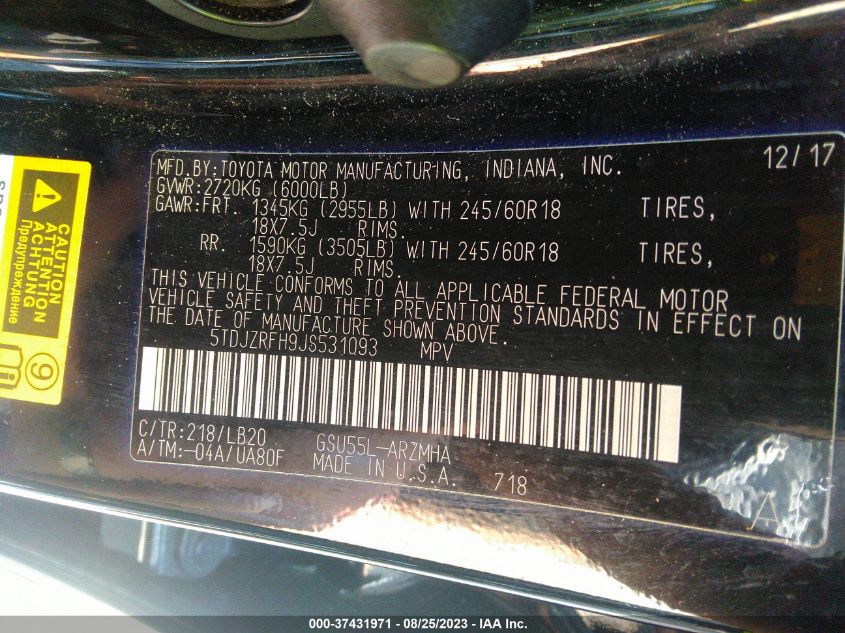 MFD.BY:TOYOTA MOTOR MANUFACTURING, INDIANA, INC. 12/17
GVWR:2720KG (6000LB)
GAWR:FRT. 1345KG (2955LB) WITH 245/60R18 TIRES,
18X7.5J RIMS.
RR. 1590KG (3505LB) WITH 245/60R18 TIRES,
18X7.5J RIMS.
THIS VEHICLE CONFORMS TO ALL APPLICABLE FEDERAL MOTOR
VEHICLE SAFETY AND THEFT PREVENTION STANDARDS IN EFFECT ON
THE DATE OF MANUFACTURE SHOWN ABOVE.
5TDJZRFH9JS531093 MPV
C/TR:218/LB20 GSU55L-ARZMHA
A/TM:-04A/UA80F MADE IN U.S.A. 718
A
CAUTION
ATTENTION
ACHTUNG
Предупреждение
9
000-37431971 - 08/25/2023 - IAA Inc.